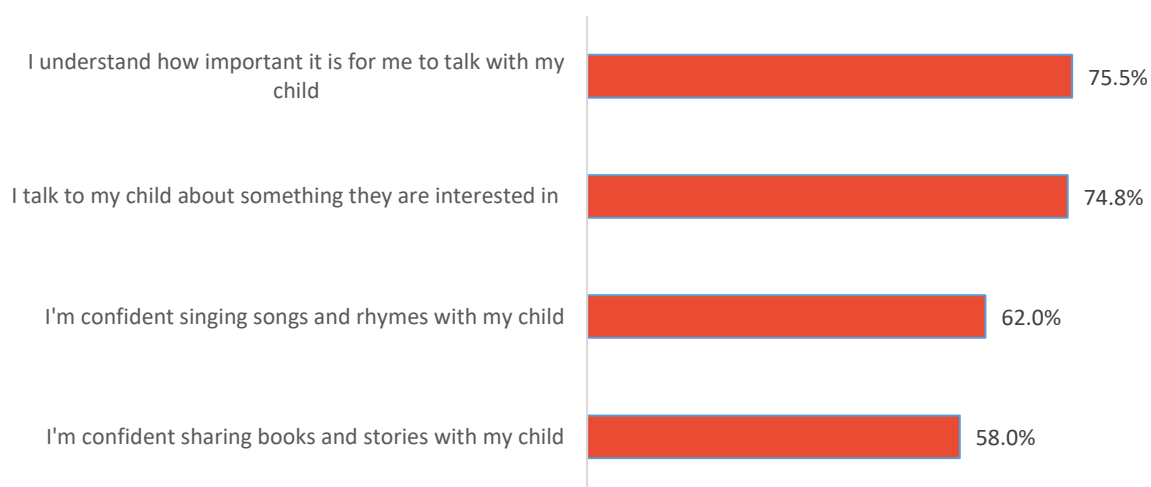 I understand how important it is for me to talk with my
child
75.5%
I talk to my child about something they are interested in
74.8%
I'm confident singing songs and rhymes with my child
62.0%
I'm confident sharing books and stories with my child
58.0%